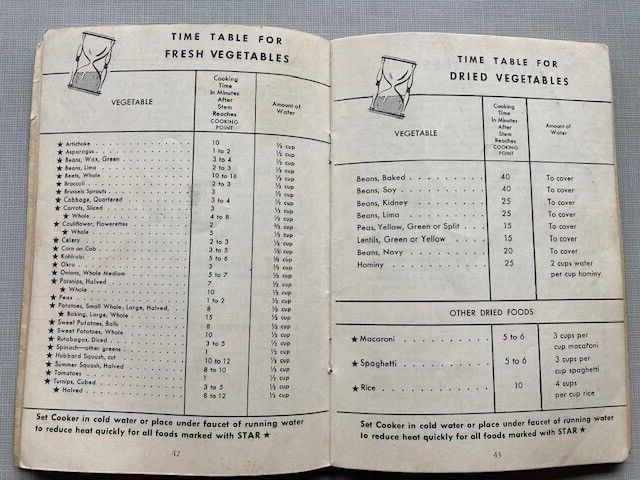 TIME TABLE FOR
FRESH VEGETABLES
VEGETABLE
Cooking
Time
In Minutes
After
Stem
Reaches
COOKING
POINT
Amount of
Water
★ Artichoke 10 ½ cup
★ Asparagus 1 to 2 ½ cup
★ Beans, Wax, Green 3 to 4 ½ cup
★ Beans, Lima 2 to 3 ½ cup
★ Beets, Whole 10 to 18 ½ cup
★ Broccoli 2 to 3 ½ cup
★ Brussels Sprouts 3 ½ cup
★ Cabbage, Quartered 3 to 4 ½ cup
★ Carrots, Sliced 3 ½ cup
★ Whole 4 to 8 ½ cup
★ Cauliflower, Flowerettes 2 ½ cup
★ Whole 5 ½ cup
★ Celery 2 to 3 ½ cup
★ Corn on Cob 3 to 5 ½ cup
★ Kohlrabi 5 to 6 ½ cup
★ Okra 3 ½ cup
★ Onions, Whole Medium 5 to 7 ½ cup
★ Parsnips, Halved 7 ½ cup
★ Whole 10 ½ cup
★ Peas 1 to 2 ½ cup
★ Potatoes, Small Whole; Large, Halved 8 ½ cup
★ Baking, Large, Whole 15 ½ cup
★ Sweet Potatoes, Balls 8 ½ cup
★ Sweet Potatoes, Whole 10 ½ cup
★ Rutabagas, Diced 3 to 5 ½ cup
★ Spinach—other greens 1 ½ cup
★ Hubbard Squash, cut 10 to 12 ½ cup
★ Summer Squash, Halved 8 to 10 ½ cup
★ Tomatoes 1 ½ cup
★ Turnips, Cubed 3 to 5 ½ cup
★ Halved 8 to 12 ½ cup
Set Cooker in cold water or place under faucet of running water
to reduce heat quickly for all foods marked with STAR ★
42
TIME TABLE FOR
DRIED VEGETABLES
VEGETABLE
Cooking
Time
In Minutes
After
Stem
Reaches
COOKING
POINT
Amount of
Water
Beans, Baked 40 To cover
Beans, Soy 40 To cover
Beans, Kidney 25 To cover
Beans, Lima 25 To cover
Peas, Yellow, Green or Split 15 To cover
Lentils, Green or Yellow 15 To cover
Beans, Navy 20 To cover
Hominy 25 2 cups water
per cup hominy
OTHER DRIED FOODS
★ Macaroni 5 to 6 3 cups per
cup macaroni
★ Spaghetti 5 to 6 3 cups per
cup spaghetti
★ Rice 10 4 cups
per cup rice
Set Cooker in cold water or place under faucet of running water
to reduce heat quickly for all foods marked with STAR ★
43